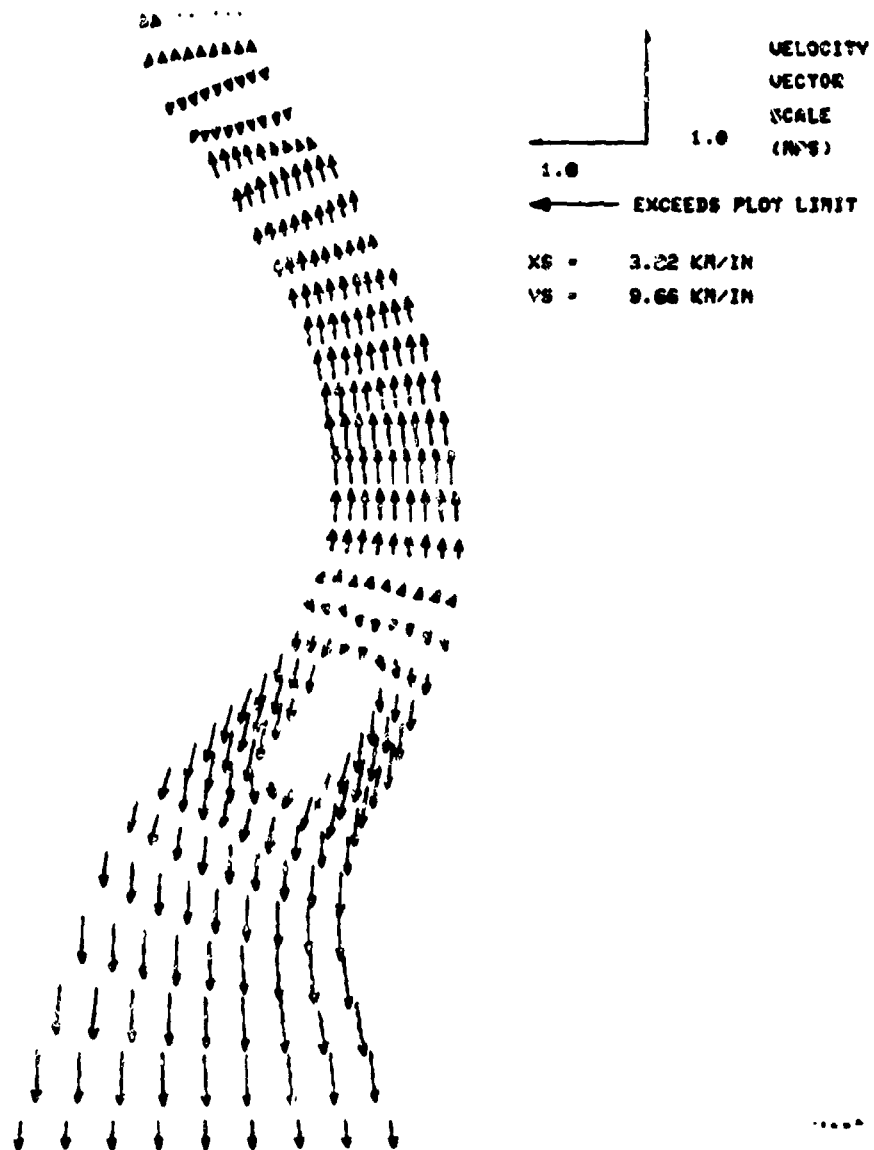 VELOCITY
VECTOR
SCALE
(MPS)
1.0
1.0
EXCEEDS PLOT LIMIT
XS = 3.22 KM/IN
YS = 9.66 KM/IN